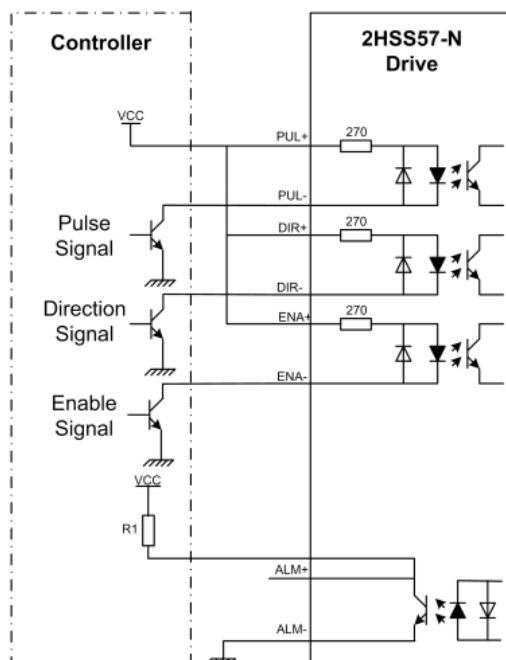 Controller
2HSS57-N
Drive
VCC
PUL+
270
PUL-
Pulse
Signal
DIR+
270
DIR-
Direction
Signal
ENA+
270
ENA-
Enable
Signal
VCC
R1
ALM+
ALM-